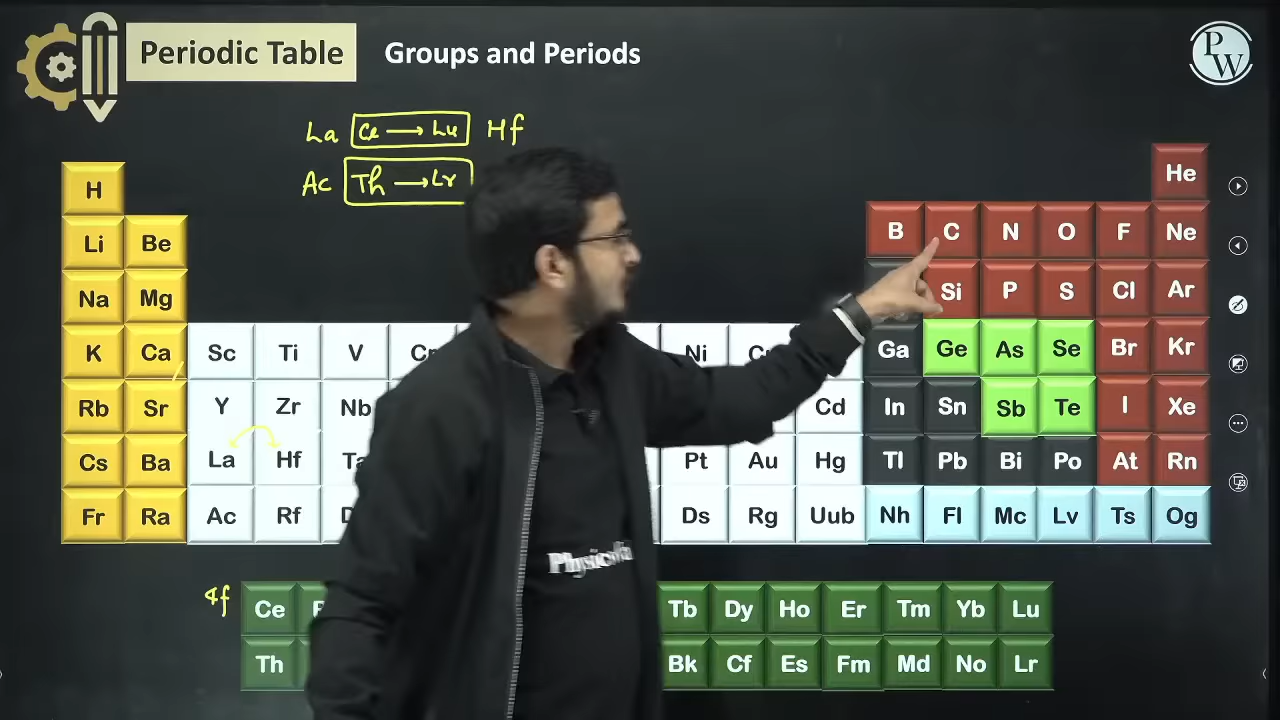 Periodic Table Groups and Periods
P
W
La Ce → Lu Hf
Ac Th → Lr
H He
Li Be B C N O F Ne
Na Mg Si P S Cl Ar
K Ca Sc Ti V Cr Ni Ga Ge As Se Br Kr
Rb Sr Y Zr Nb Cd In Sn Sb Te I Xe
Cs Ba La Hf Ta Pt Au Hg Tl Pb Bi Po At Rn
Fr Ra Ac Rf Ds Rg Uub Nh Fl Mc Lv Ts Og
4f Ce Tb Dy Ho Er Tm Yb Lu
Th Bk Cf Es Fm Md No Lr